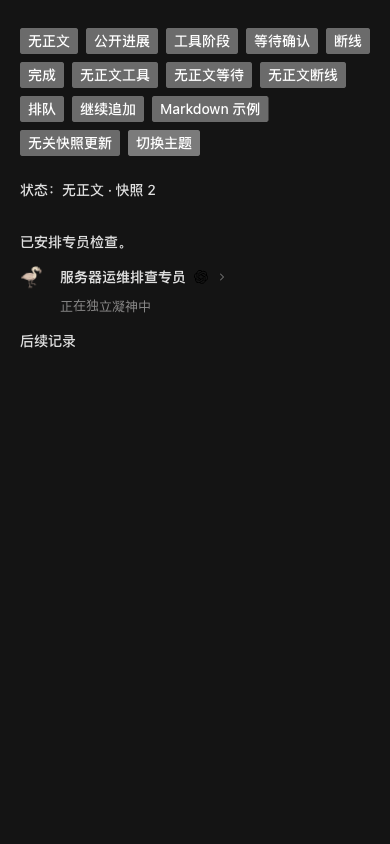 无正文 公开进展 工具阶段 等待确认 断线
完成 无正文工具 无正文等待 无正文断线
排队 继续追加 Markdown 示例
无关快照更新 切换主题
状态：无正文 · 快照 2
已安排专员检查。
服务器运维排查专员
正在独立凝神中
后续记录